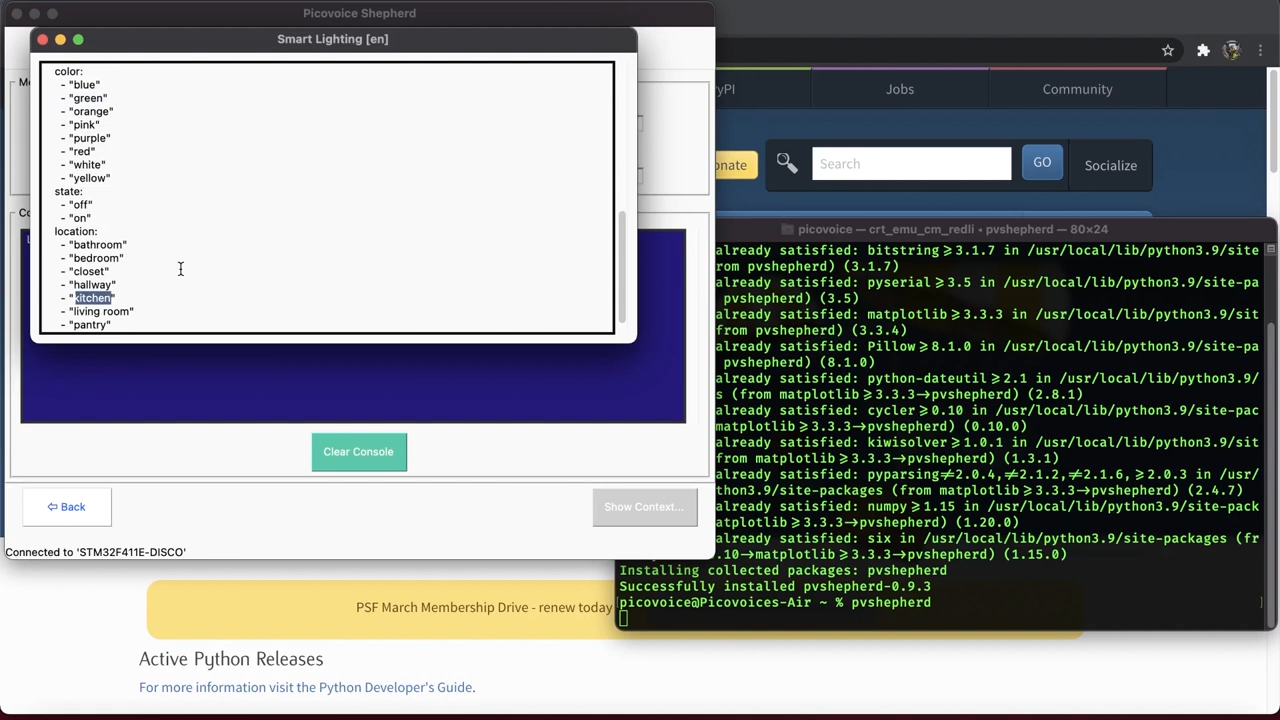 Picovoice Shepherd
Smart Lighting [en]
color:
- "blue"
- "green"
- "orange"
- "pink"
- "purple"
- "red"
- "white"
- "yellow"
state:
- "off"
- "on"
location:
- "bathroom"
- "bedroom"
- "closet"
- "hallway"
- "kitchen"
- "living room"
- "pantry"
Clear Console
⇦ Back
Show Context...
Connected to 'STM32F411E-DISCO'
yPI
Jobs
Community
nate
Search
GO
Socialize
picovoice — crt_emu_cm_redli • pvshepherd — 80×24
already satisfied: bitstring≥3.1.7 in /usr/local/lib/python3.9/site
rom pvshepherd) (3.1.7)
already satisfied: pyserial≥3.5 in /usr/local/lib/python3.9/site-pa
pvshepherd) (3.5)
already satisfied: matplotlib≥3.3.3 in /usr/local/lib/python3.9/sit
from pvshepherd) (3.3.4)
already satisfied: Pillow≥8.1.0 in /usr/local/lib/python3.9/site-pa
pvshepherd) (8.1.0)
already satisfied: python-dateutil≥2.1 in /usr/local/lib/python3.9/
s (from matplotlib≥3.3.3→pvshepherd) (2.8.1)
already satisfied: cycler≥0.10 in /usr/local/lib/python3.9/site-pac
matplotlib≥3.3.3→pvshepherd) (0.10.0)
already satisfied: kiwisolver≥1.0.1 in /usr/local/lib/python3.9/sit
from matplotlib≥3.3.3→pvshepherd) (1.3.1)
already satisfied: pyparsing≠2.0.4,≠2.1.2,≠2.1.6,≥2.0.3 in /usr/
thon3.9/site-packages (from matplotlib≥3.3.3→pvshepherd) (2.4.7)
already satisfied: numpy≥1.15 in /usr/local/lib/python3.9/site-pack
atplotlib≥3.3.3→pvshepherd) (1.20.0)
already satisfied: six in /usr/local/lib/python3.9/site-packages (fr
.10→matplotlib≥3.3.3→pvshepherd) (1.15.0)
Installing collected packages: pvshepherd
Successfully installed pvshepherd-0.9.3
picovoice@Picovoices-Air ~ % pvshepherd
PSF March Membership Drive - renew today
Active Python Releases
For more information visit the Python Developer's Guide.